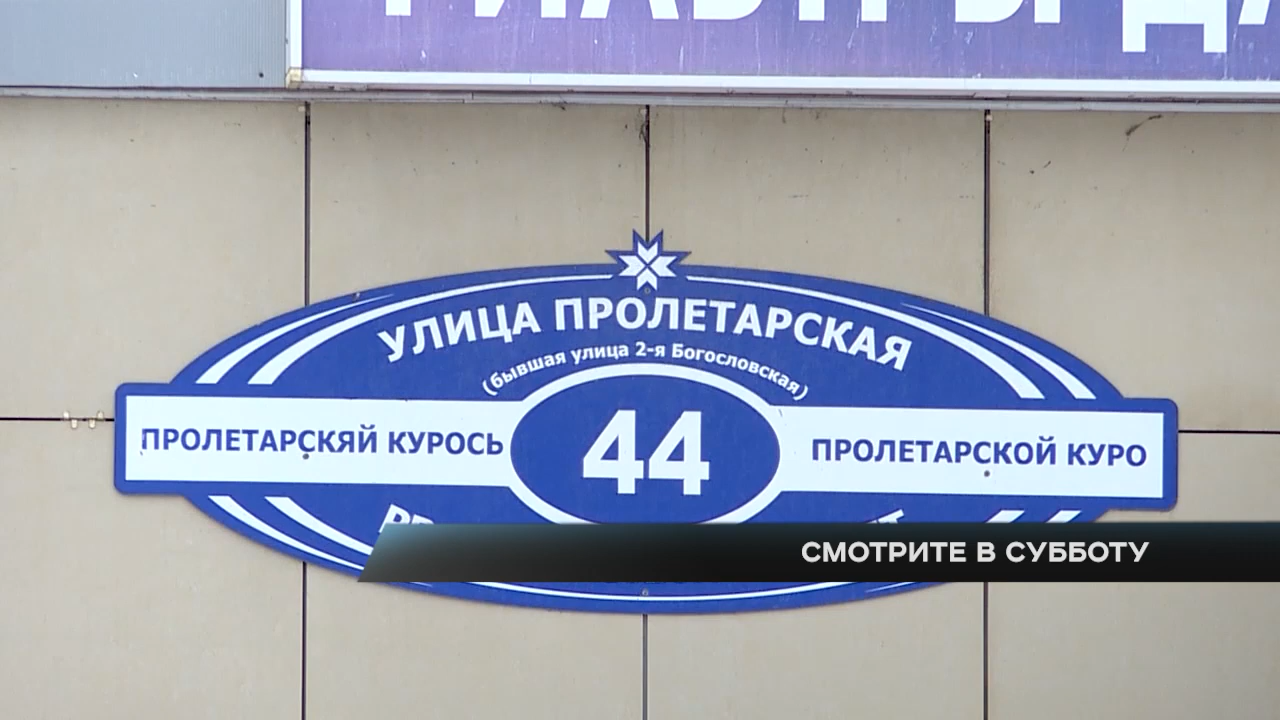 УЛИЦА ПРОЛЕТАРСКАЯ
(бывшая улица 2-я Богословская)
ПРОЛЕТАРСКЯЙ КУРОСЬ
44
ПРОЛЕТАРСКОЙ КУРО
СМОТРИТЕ В СУББОТУ